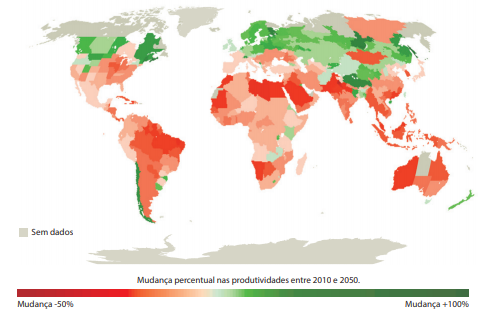 Sem dados
Mudança percentual nas produtividades entre 2010 e 2050.
Mudança -50%
Mudança +100%